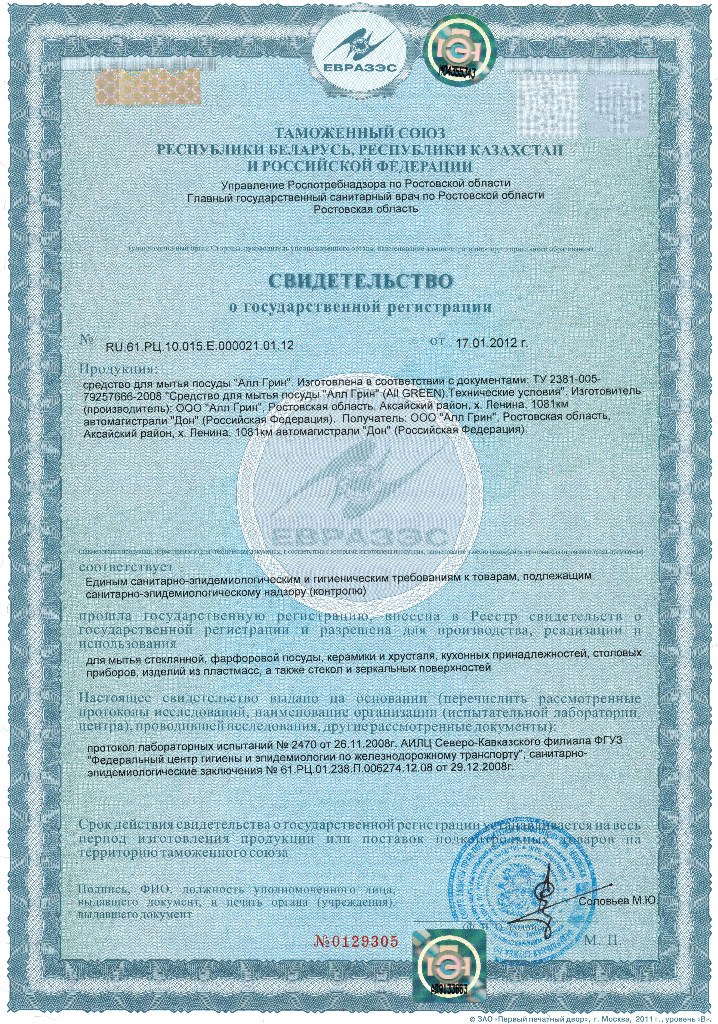 ЕВРАЗЭС
ТАМОЖЕННЫЙ СОЮЗ
РЕСПУБЛИКИ БЕЛАРУСЬ, РЕСПУБЛИКИ КАЗАХСТАН
И РОССИЙСКОЙ ФЕДЕРАЦИИ
Управление Роспотребнадзора по Ростовской области
Главный государственный санитарный врач по Ростовской области
Ростовская область
СВИДЕТЕЛЬСТВО
о государственной регистрации
№ RU.61.РЦ.10.015.Е.000021.01.12 от 17.01.2012 г.
Продукция:
средство для мытья посуды "Алл Грин". Изготовлена в соответствии с документами: ТУ 2381-005-
79257666-2008 "Средство для мытья посуды "Алл Грин" (All GREEN).Технические условия". Изготовитель
(производитель): ООО "Алл Грин", Ростовская область, Аксайский район, х. Ленина, 1081км
автомагистрали "Дон" (Российская Федерация). Получатель: ООО "Алл Грин", Ростовская область,
Аксайский район, х. Ленина, 1081км автомагистрали "Дон" (Российская Федерация).
ЕВРАЗЭС
соответствует
Единым санитарно-эпидемиологическим и гигиеническим требованиям к товарам, подлежащим
санитарно-эпидемиологическому надзору (контролю)
прошла государственную регистрацию, внесена в Реестр свидетельств о
государственной регистрации и разрешена для производства, реализации и
использования
для мытья стеклянной, фарфоровой посуды, керамики и хрусталя, кухонных принадлежностей, столовых
приборов, изделий из пластмасс, а также стекол и зеркальных поверхностей
Настоящее свидетельство выдано на основании (перечислить рассмотренные
протоколы исследований, наименование организации (испытательной лаборатории,
центра), проводившей исследования, другие рассмотренные документы):
протокол лабораторных испытаний № 2470 от 26.11.2008г. АИЛЦ Северо-Кавказского филиала ФГУЗ
"Федеральный центр гигиены и эпидемиологии по железнодорожному транспорту"; санитарно-
эпидемиологические заключения № 61.РЦ.01.238.П.006274.12.08 от 29.12.2008г.
Срок действия свидетельства о государственной регистрации устанавливается на весь
период изготовления продукции или поставок подконтрольных товаров на
территорию таможенного союза
Подпись, ФИО, должность уполномоченного лица,
выдавшего документ, и печать органа (учреждения),
выдавшего документ
Соловьев М.Ю.
№0129305
М. П.
© ЗАО «Первый печатный двор», г. Москва, 2011 г., уровень «В».